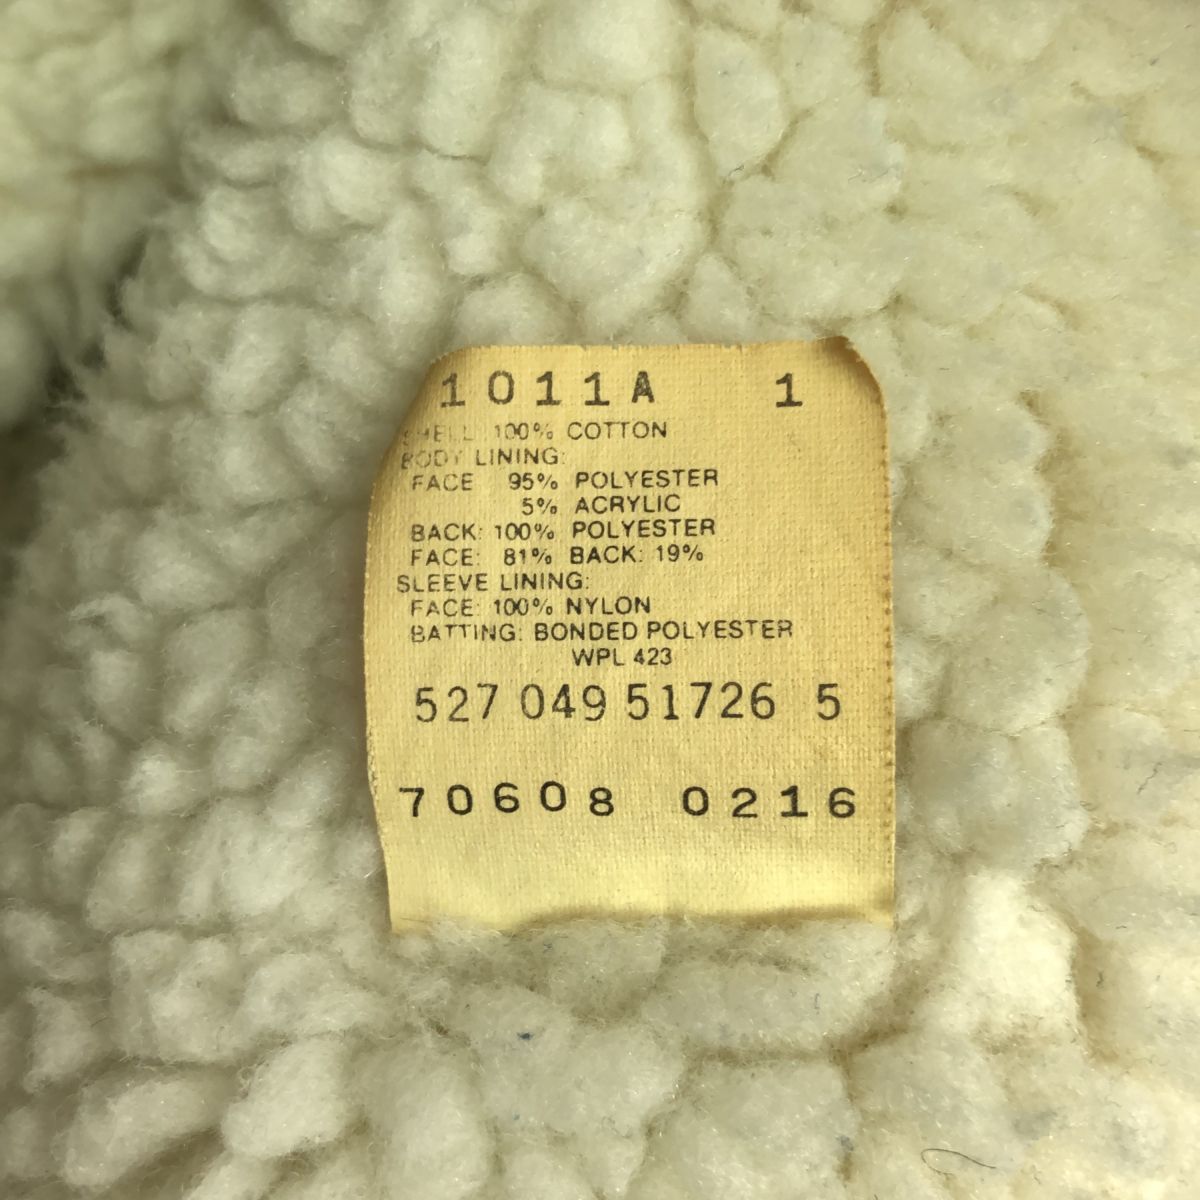 1011A 1
SHELL 100% COTTON
BODY LINING:
FACE 95% POLYESTER
5% ACRYLIC
BACK: 100% POLYESTER
FACE: 81% BACK: 19%
SLEEVE LINING:
FACE: 100% NYLON
BATTING: BONDED POLYESTER
WPL 423
527 049 51726 5
70608 0216